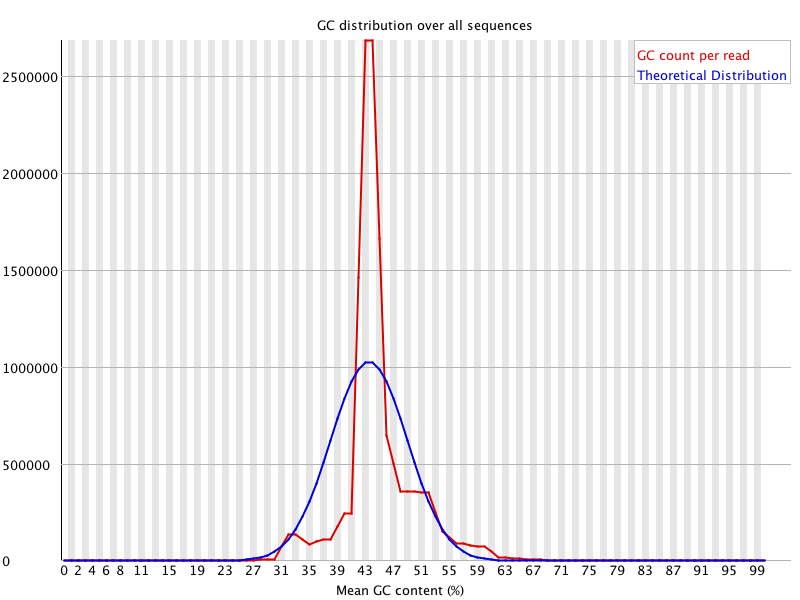 GC distribution over all sequences
GC count per read
Theoretical Distribution
2500000
2000000
1500000
1000000
500000
0
0 2 4 6 8 11 15 19 23 27 31 35 39 43 47 51 55 59 63 67 71 75 79 83 87 91 95 99
Mean GC content (%)